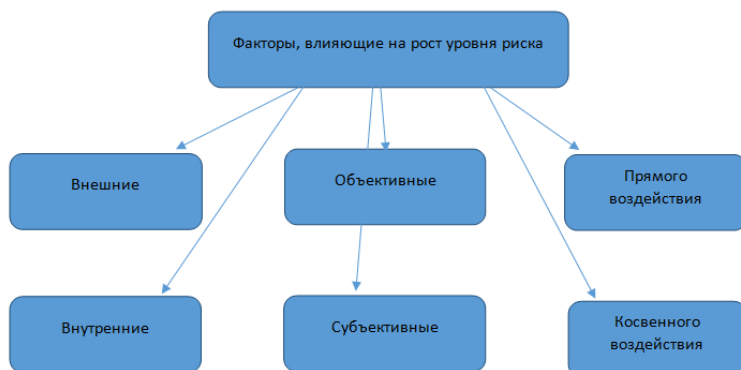 Факторы, влияющие на рост уровня риска
Внешние
Объективные
Прямого
воздействия
Внутренние
Субъективные
Косвенного
воздействия